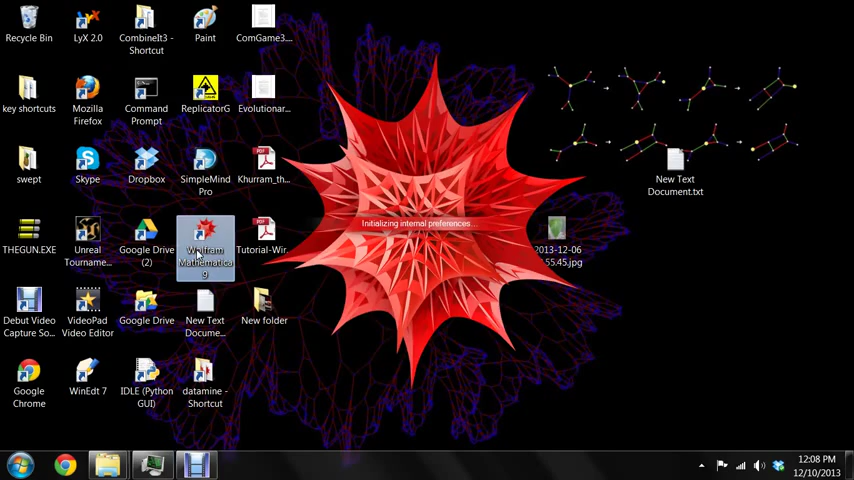 Recycle Bin
LyX 2.0
CombineIt3 -
Shortcut
Paint
ComGame3....
key shortcuts
Mozilla
Firefox
Command
Prompt
ReplicatorG
Evolutionar...
swept
Skype
Dropbox
SimpleMind
Pro
Khurram_th...
New Text
Document.txt
THEGUN.EXE
Unreal
Tourname...
Google Drive
(2)
Wolfram
Mathematica
9
Tutorial-Wir...
Initializing internal preferences...
2013-12-06
55.45.jpg
Debut Video
Capture So...
VideoPad
Video Editor
Google Drive
New Text
Docume...
New folder
Google
Chrome
WinEdt 7
IDLE (Python
GUI)
datamine -
Shortcut
12:08 PM
12/10/2013